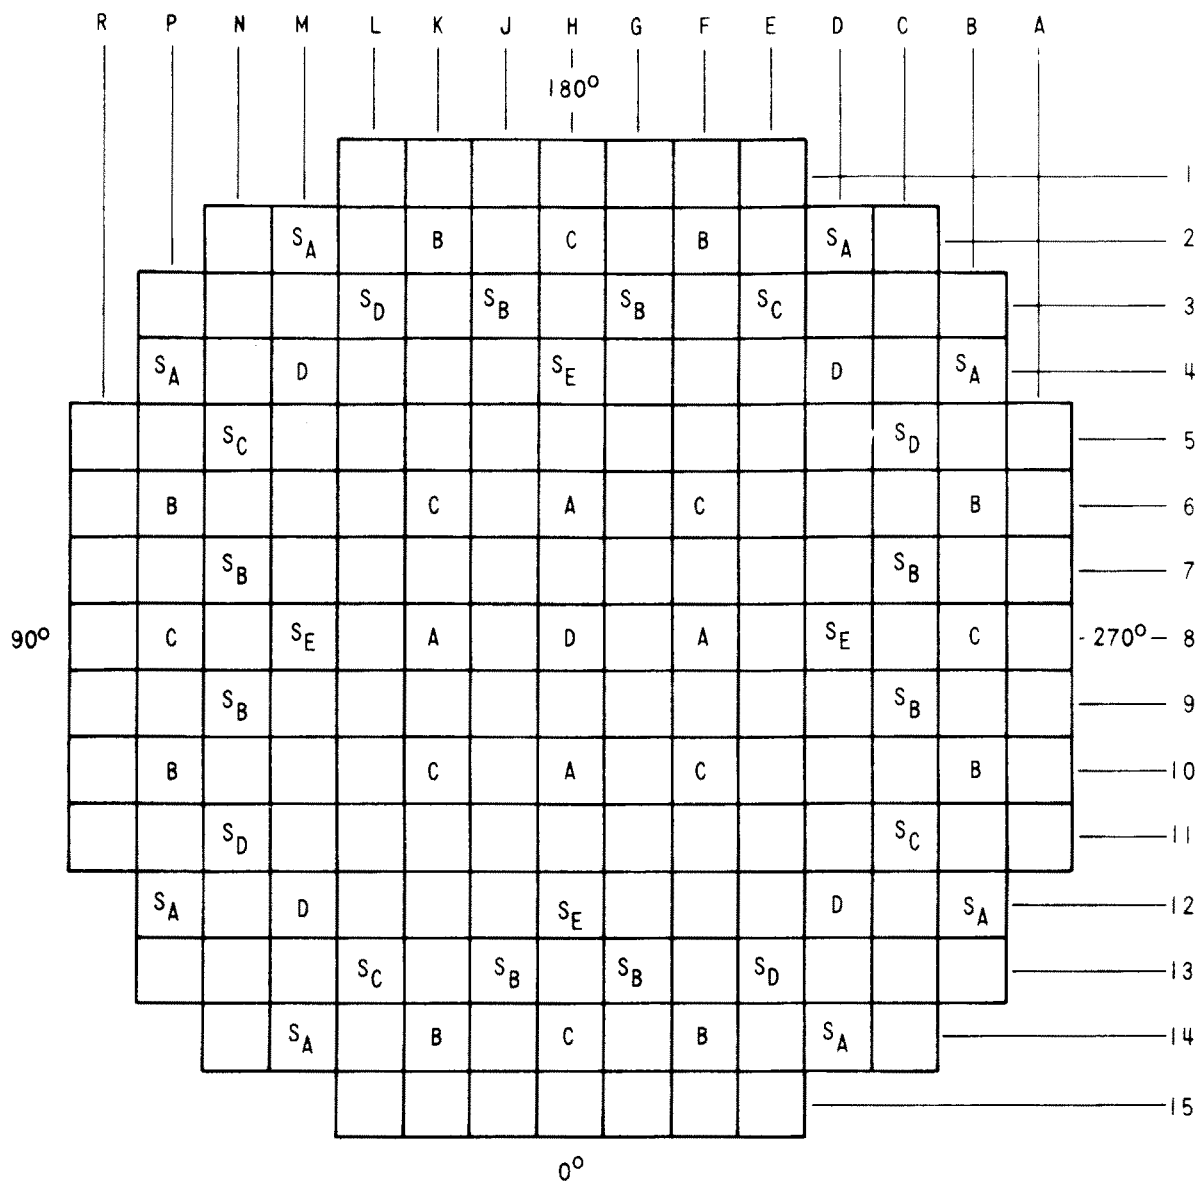 R P N M L K J H G F E D C B A
180°
1
S_A B C B S_A 2
S_D S_B S_B S_C 3
S_A D S_E D S_A 4
S_C S_D 5
B C A C B 6
S_B S_B 7
90° C S_E A D A S_E C 270° 8
S_B S_B 9
B C A C B 10
S_D S_C 11
S_A D S_E D S_A 12
S_C S_B S_B S_D 13
S_A B C B S_A 14
15
0°